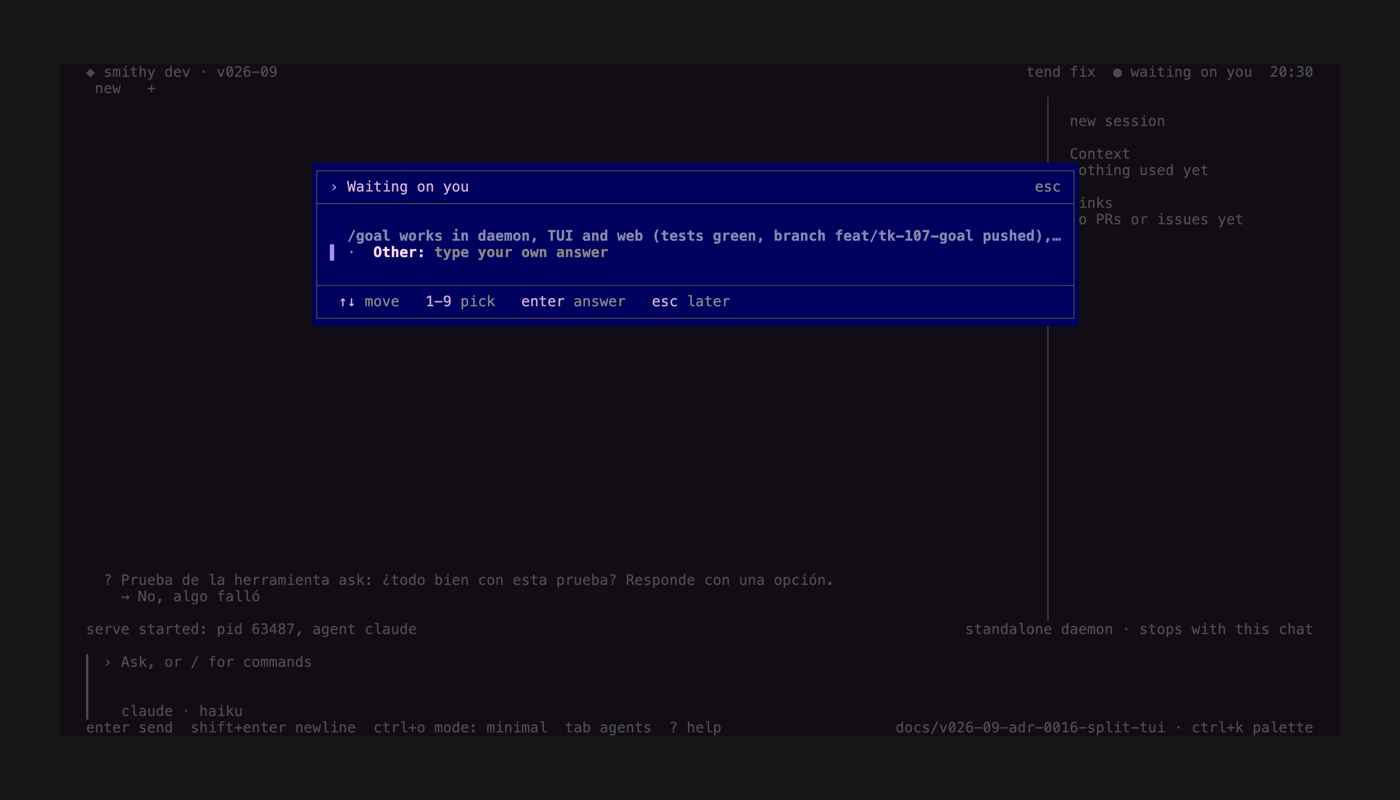 ◆ smithy dev · v026-09
tend fix ● waiting on you 20:30
new +
new session
Context
othing used yet
inks
o PRs or issues yet
› Waiting on you
esc
/goal works in daemon, TUI and web (tests green, branch feat/tk-107-goal pushed),…
· Other: type your own answer
↑↓ move 1-9 pick enter answer esc later
? Prueba de la herramienta ask: ¿todo bien con esta prueba? Responde con una opción.
→ No, algo falló
serve started: pid 63487, agent claude
standalone daemon · stops with this chat
› Ask, or / for commands
claude · haiku
enter send shift+enter newline ctrl+o mode: minimal tab agents ? help
docs/v026-09-adr-0016-split-tui · ctrl+k palette